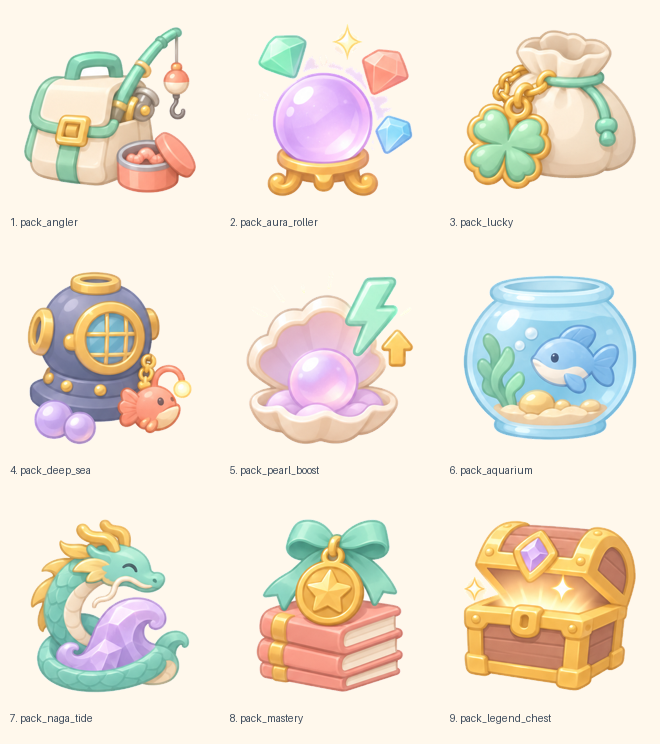 1. pack_angler
2. pack_aura_roller
3. pack_lucky
4. pack_deep_sea
5. pack_pearl_boost
6. pack_aquarium
7. pack_naga_tide
8. pack_mastery
9. pack_legend_chest